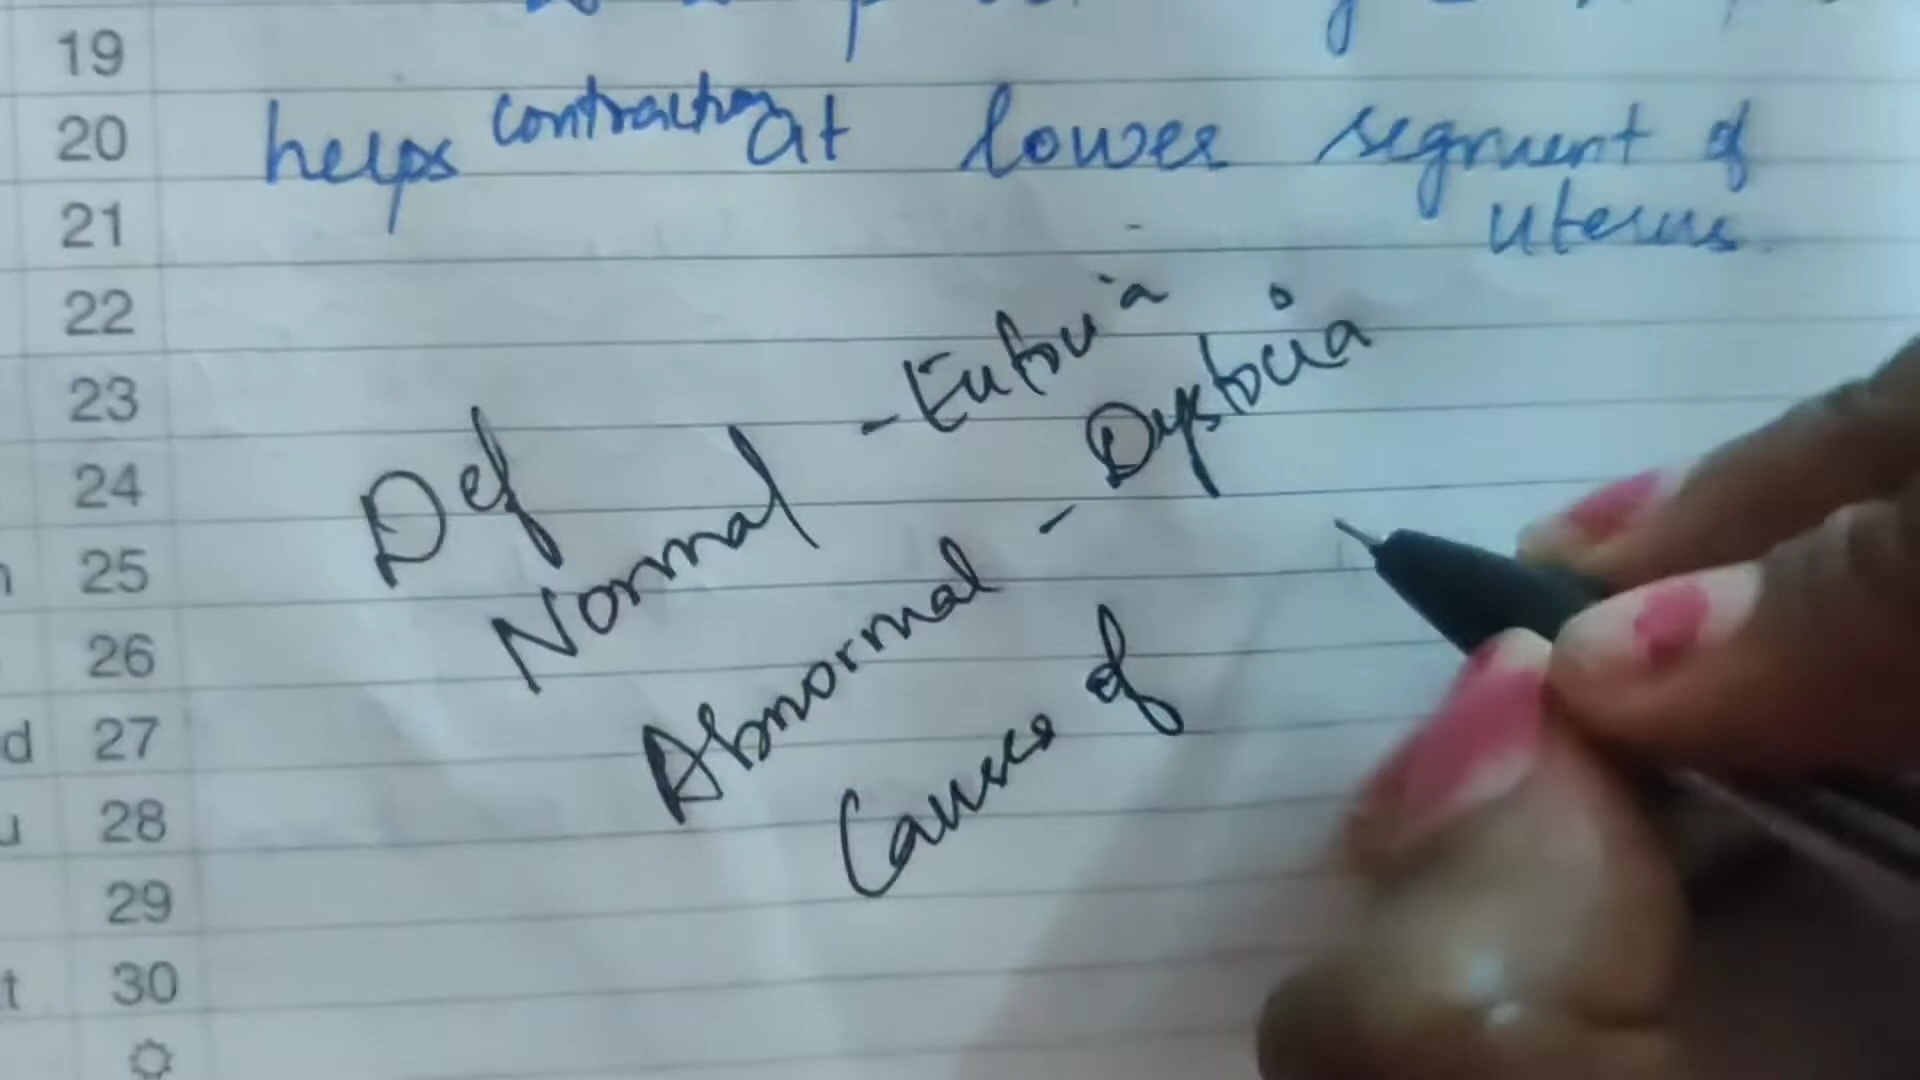 19
20 helps contraction at lower segment of
21 uterus.
22
23
24
25
26
27
28
29
30
Def
Normal - Eutocia
Abnormal - Dystocia
Causes of